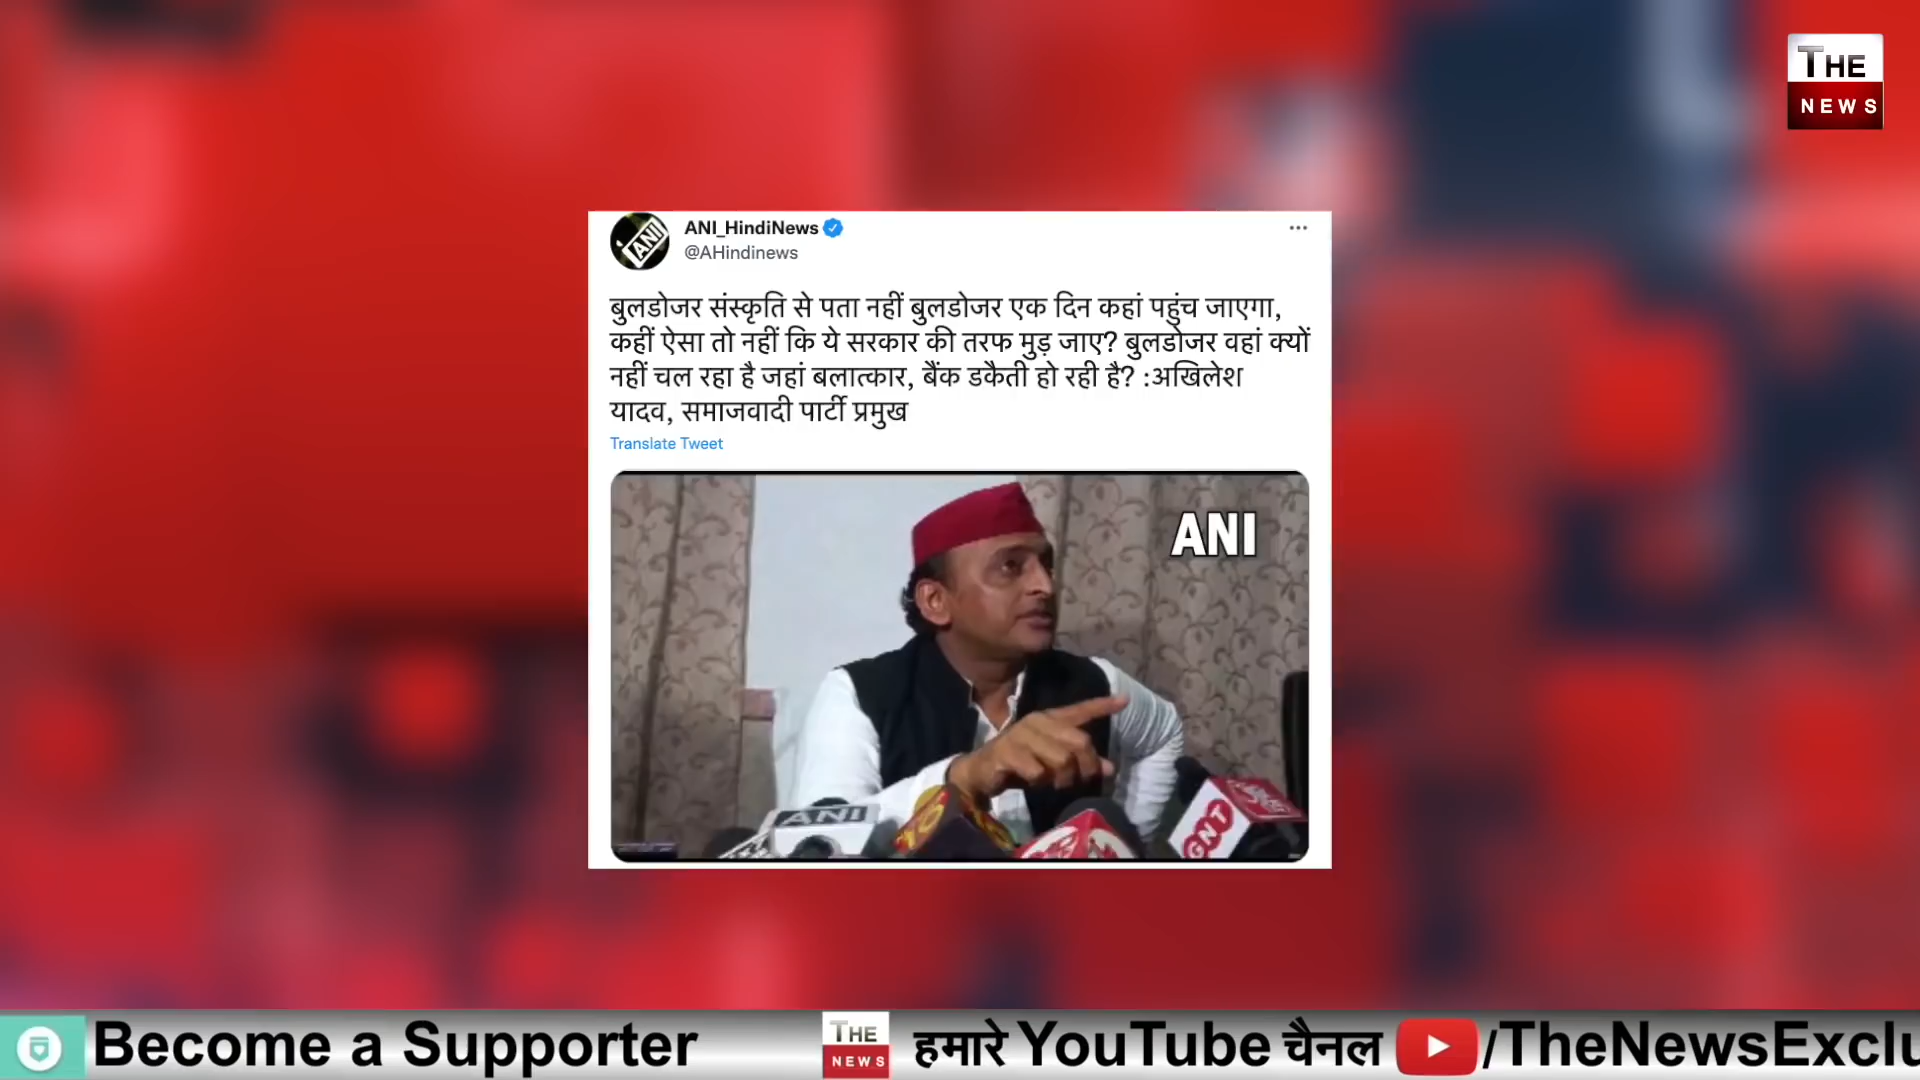 THE
NEWS
ANI
ANI_HindiNews
@AHindinews
बुलडोजर संस्कृति से पता नहीं बुलडोजर एक दिन कहां पहुंच जाएगा,
कहीं ऐसा तो नहीं कि ये सरकार की तरफ मुड़ जाए? बुलडोजर वहां क्यों
नहीं चल रहा है जहां बलात्कार, बैंक डकैती हो रही है? :अखिलेश
यादव, समाजवादी पार्टी प्रमुख
Translate Tweet
ANI
ANI
GNT
Become a Supporter
THE
NEWS
हमारे YouTube चैनल
/TheNewsExclu